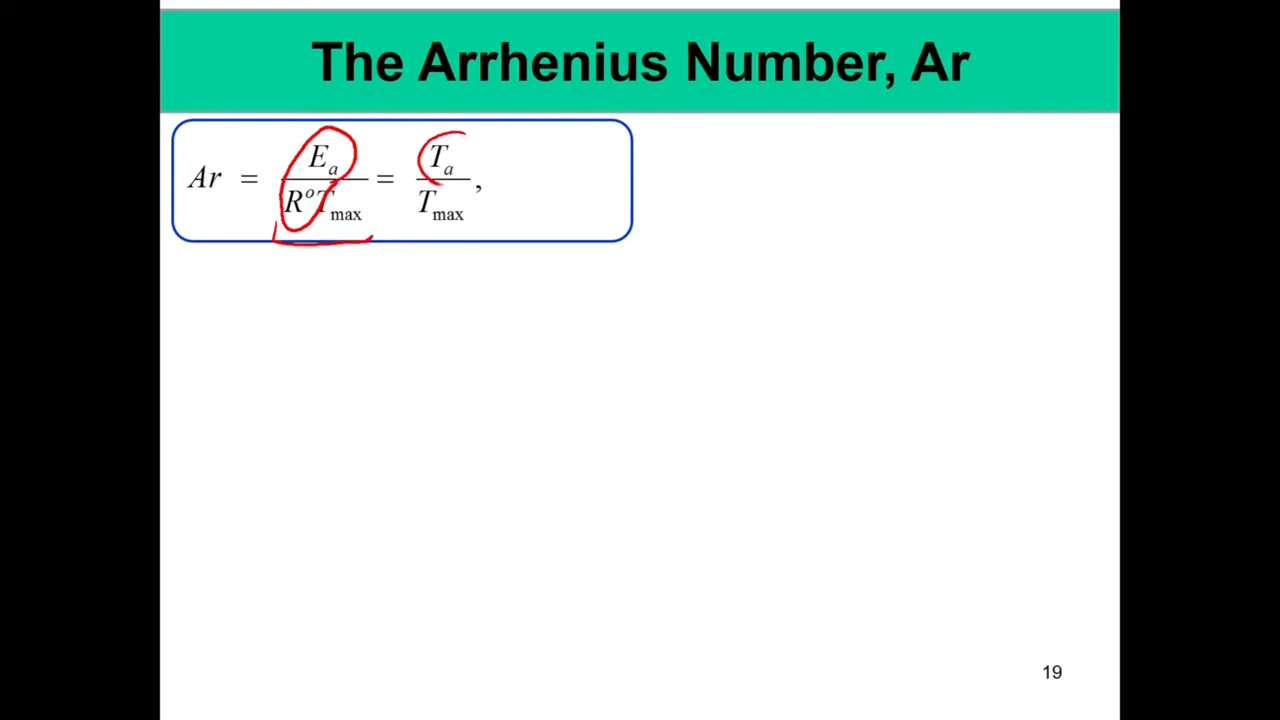 The Arrhenius Number, Ar
Ar = E_a / R^o T_max = T_a / T_max ,
19